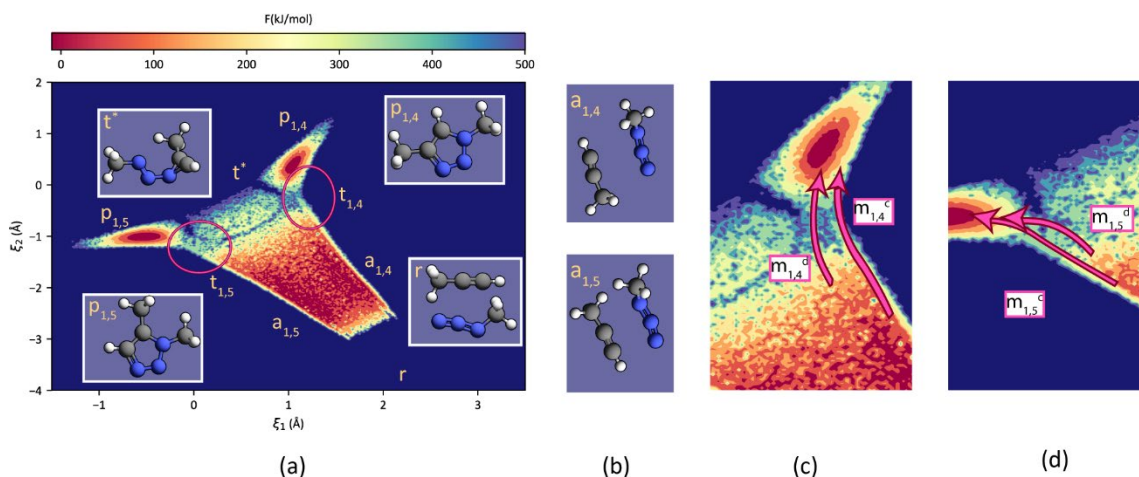 F(kJ/mol)
0 100 200 300 400 500
2
1
0
−1
−2
−3
−4
ξ2 (Å)
−1 0 1 2 3
ξ1 (Å)
t*
p1,4
p1,4
t*
t1,4
p1,5
t1,5
a1,4
r
a1,5
p1,5
r
a1,4
a1,5
m1,4c
m1,4d
m1,5d
m1,5c
(a)
(b)
(c)
(d)